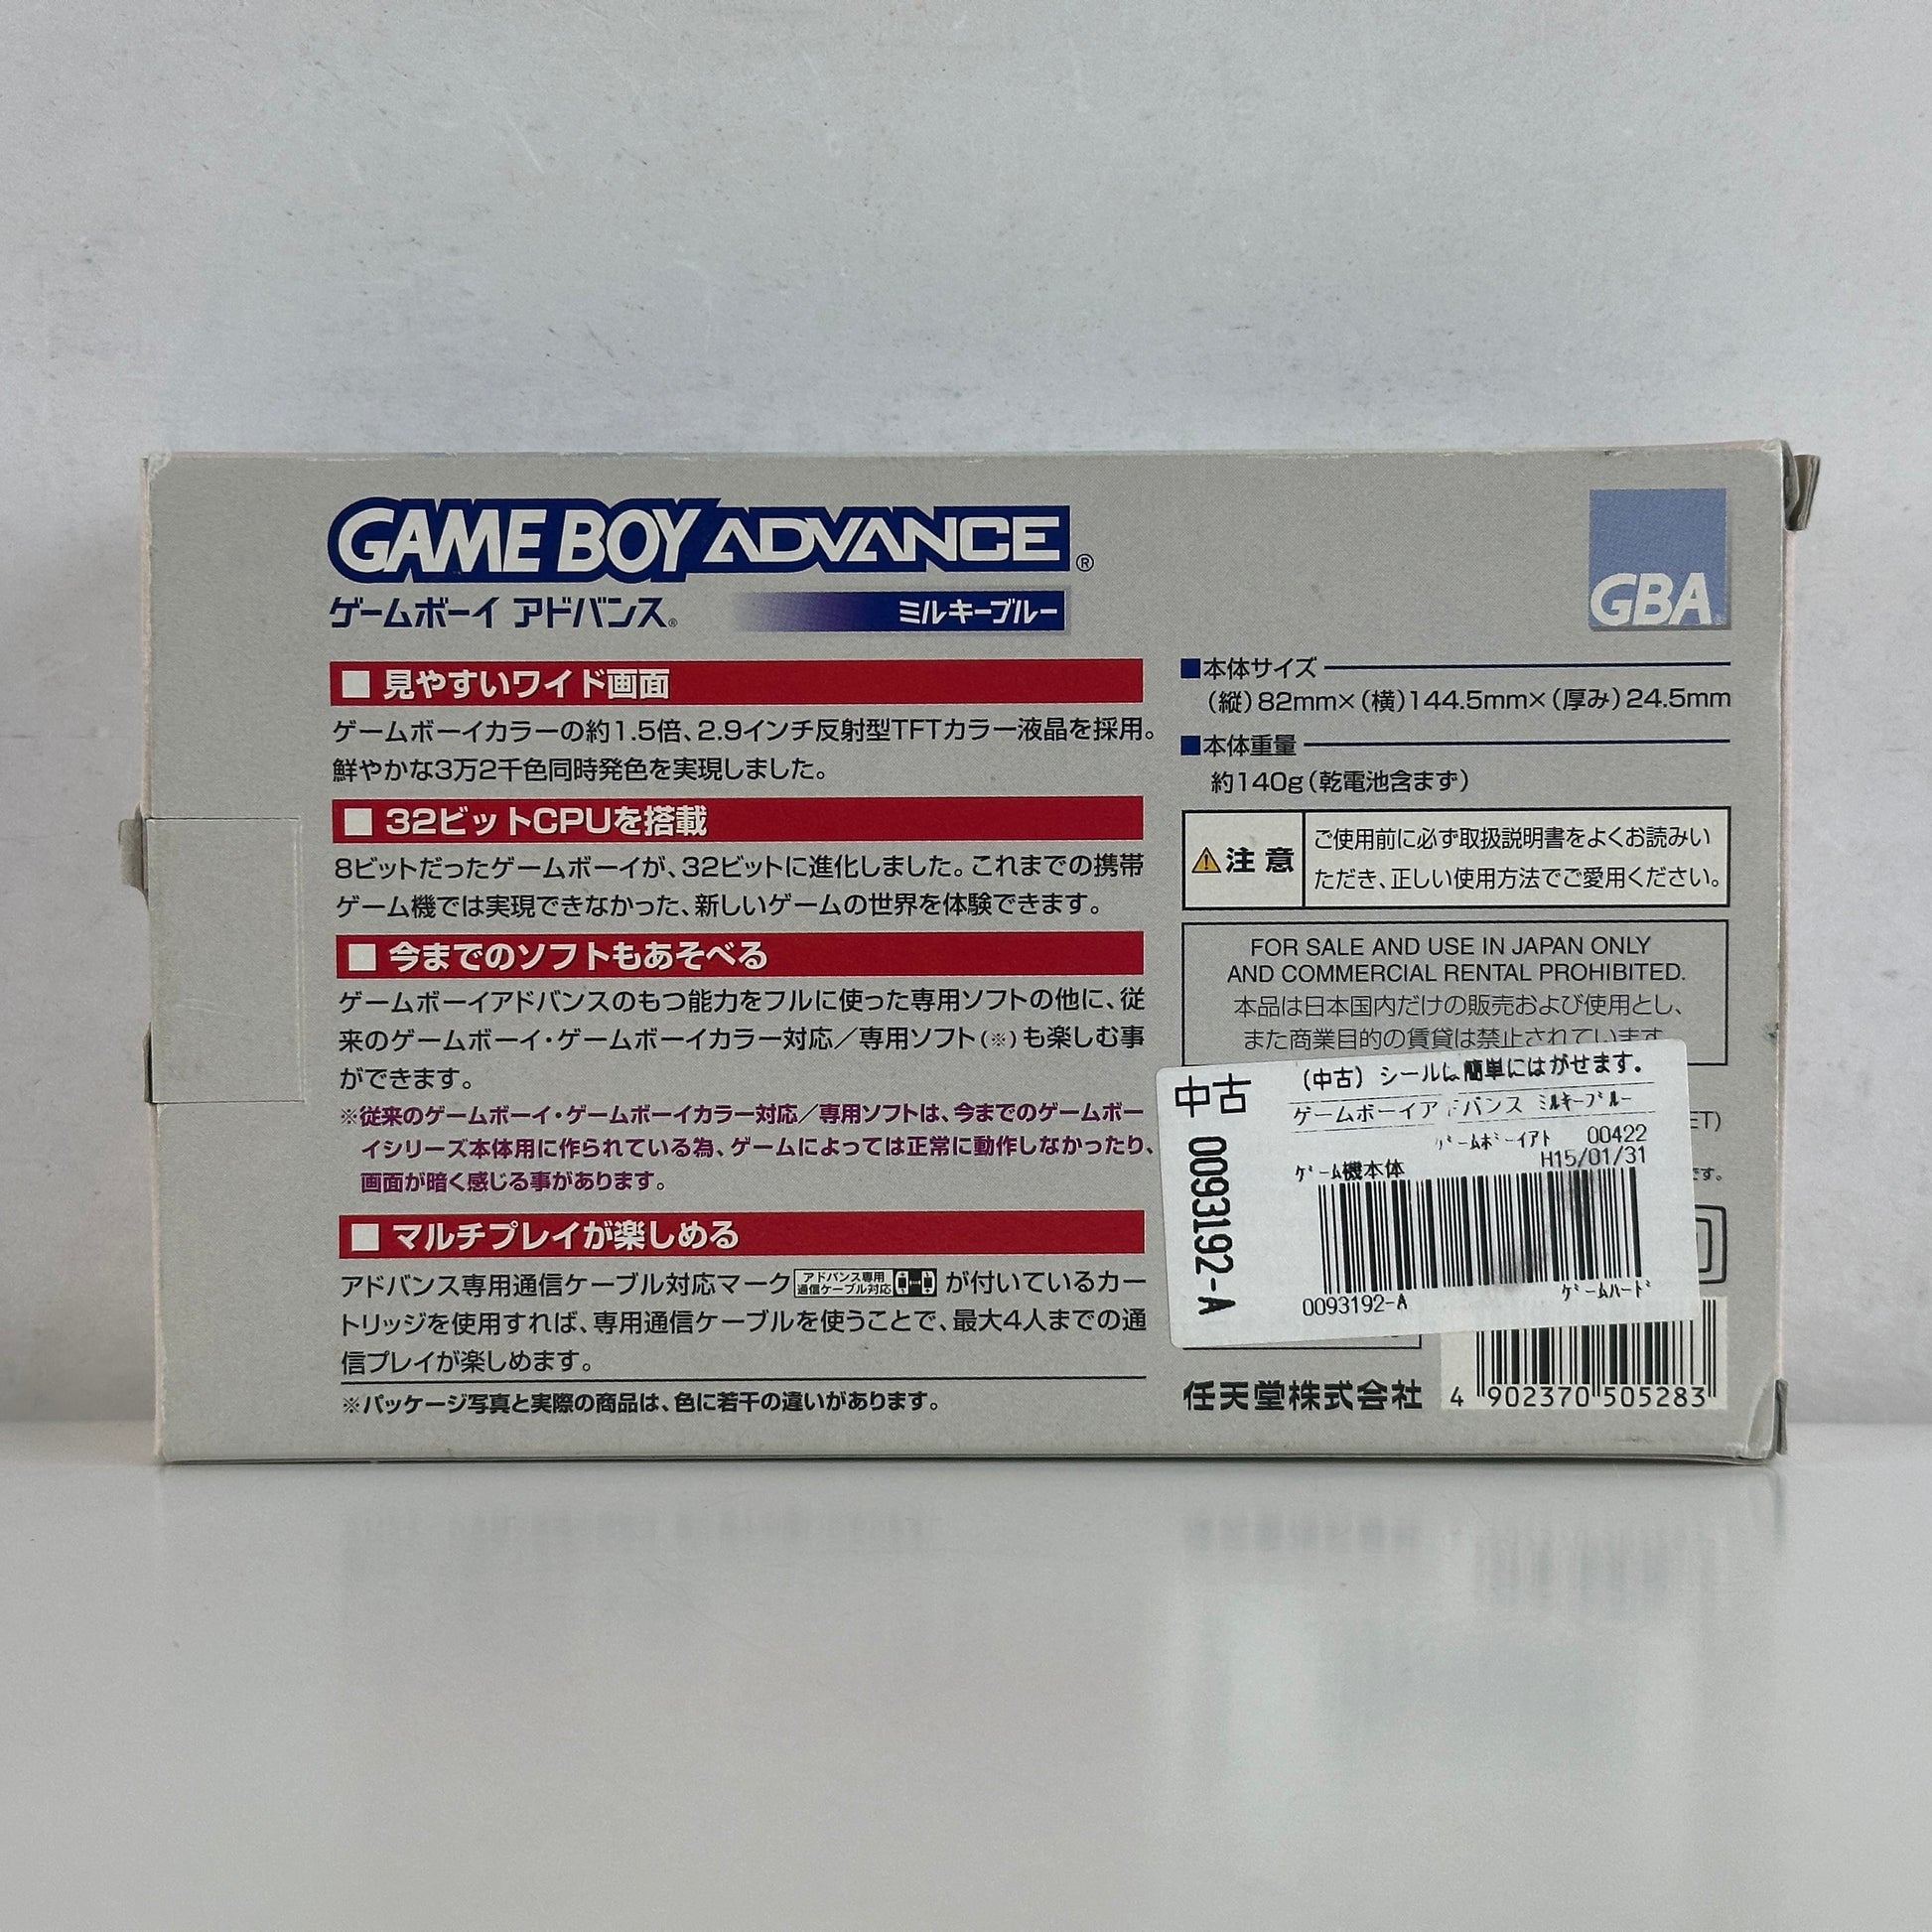 GAME BOY ADVANCE®
ゲームボーイ アドバンス®
ミルキーブルー
■ 見やすいワイド画面
ゲームボーイカラーの約1.5倍、2.9インチ反射型TFTカラー液晶を採用。
鮮やかな3万2千色同時発色を実現しました。
■ 32ビットCPUを搭載
8ビットだったゲームボーイが、32ビットに進化しました。これまでの携帯
ゲーム機では実現できなかった、新しいゲームの世界を体験できます。
■ 今までのソフトもあそべる
ゲームボーイアドバンスのもつ能力をフルに使った専用ソフトの他に、従
来のゲームボーイ・ゲームボーイカラー対応／専用ソフト(※)も楽しむ事
ができます。
※従来のゲームボーイ・ゲームボーイカラー対応／専用ソフトは、今までのゲームボー
イシリーズ本体用に作られている為、ゲームによっては正常に動作しなかったり、
画面が暗く感じる事があります。
■ マルチプレイが楽しめる
アドバンス専用通信ケーブル対応マーク アドバンス専用 通信ケーブル対応 が付いているカー
トリッジを使用すれば、専用通信ケーブルを使うことで、最大4人までの通
信プレイが楽しめます。
※パッケージ写真と実際の商品は、色に若干の違いがあります。
GBA
■本体サイズ
（縦）82mm×（横）144.5mm×（厚み）24.5mm
■本体重量
約140g（乾電池含まず）
注意
ご使用前に必ず取扱説明書をよくお読みい
ただき、正しい使用方法でご愛用ください。
FOR SALE AND USE IN JAPAN ONLY
AND COMMERCIAL RENTAL PROHIBITED.
本品は日本国内だけの販売および使用とし、
また商業目的の賃貸は禁止されています
ET)
です。
中古 0093192-A
（中古）シールは簡単にはがせます。
ゲームボーイアドバンス ﾐﾙｷｰﾌﾞﾙｰ
ｹﾞｰﾑﾎﾞｰｲｱﾄ 00422
H15/01/31
ｹﾞｰﾑ機本体
0093192-A
ｹﾞｰﾑﾊｰﾄﾞ
任天堂株式会社
4 902370 505283